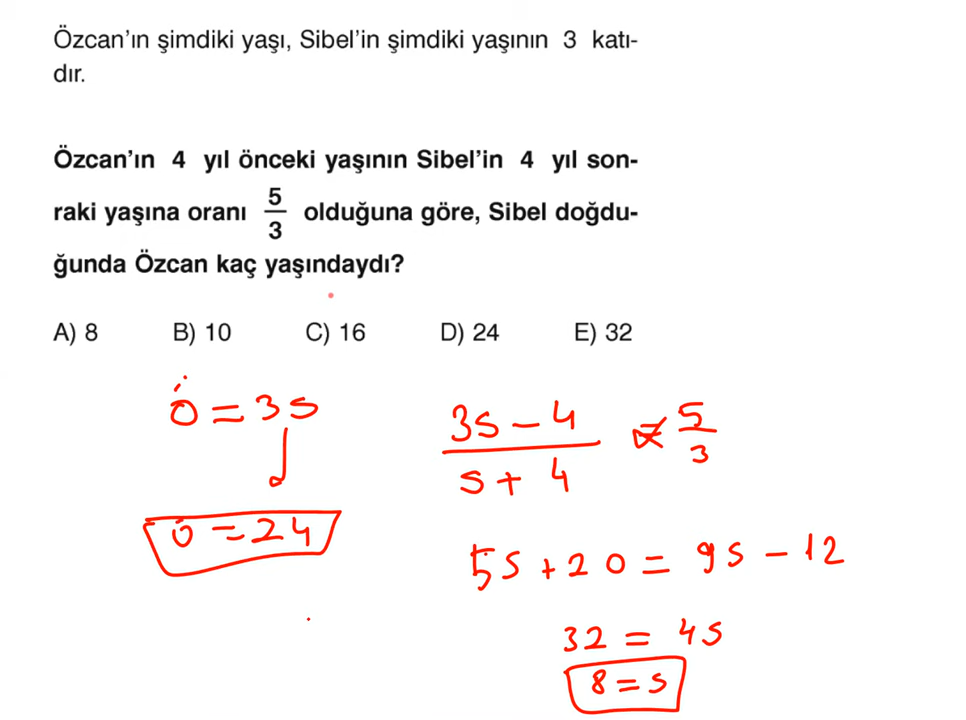 Özcan'ın şimdiki yaşı, Sibel'in şimdiki yaşının 3 katı-
dır.
Özcan'ın 4 yıl önceki yaşının Sibel'in 4 yıl son-
raki yaşına oranı 5/3 olduğuna göre, Sibel doğdu-
ğunda Özcan kaç yaşındaydı?
A) 8 B) 10 C) 16 D) 24 E) 32
ö = 3s
ö = 24
3s - 4
s + 4
= 5/3
5s + 20 = 9s - 12
32 = 4s
8 = s